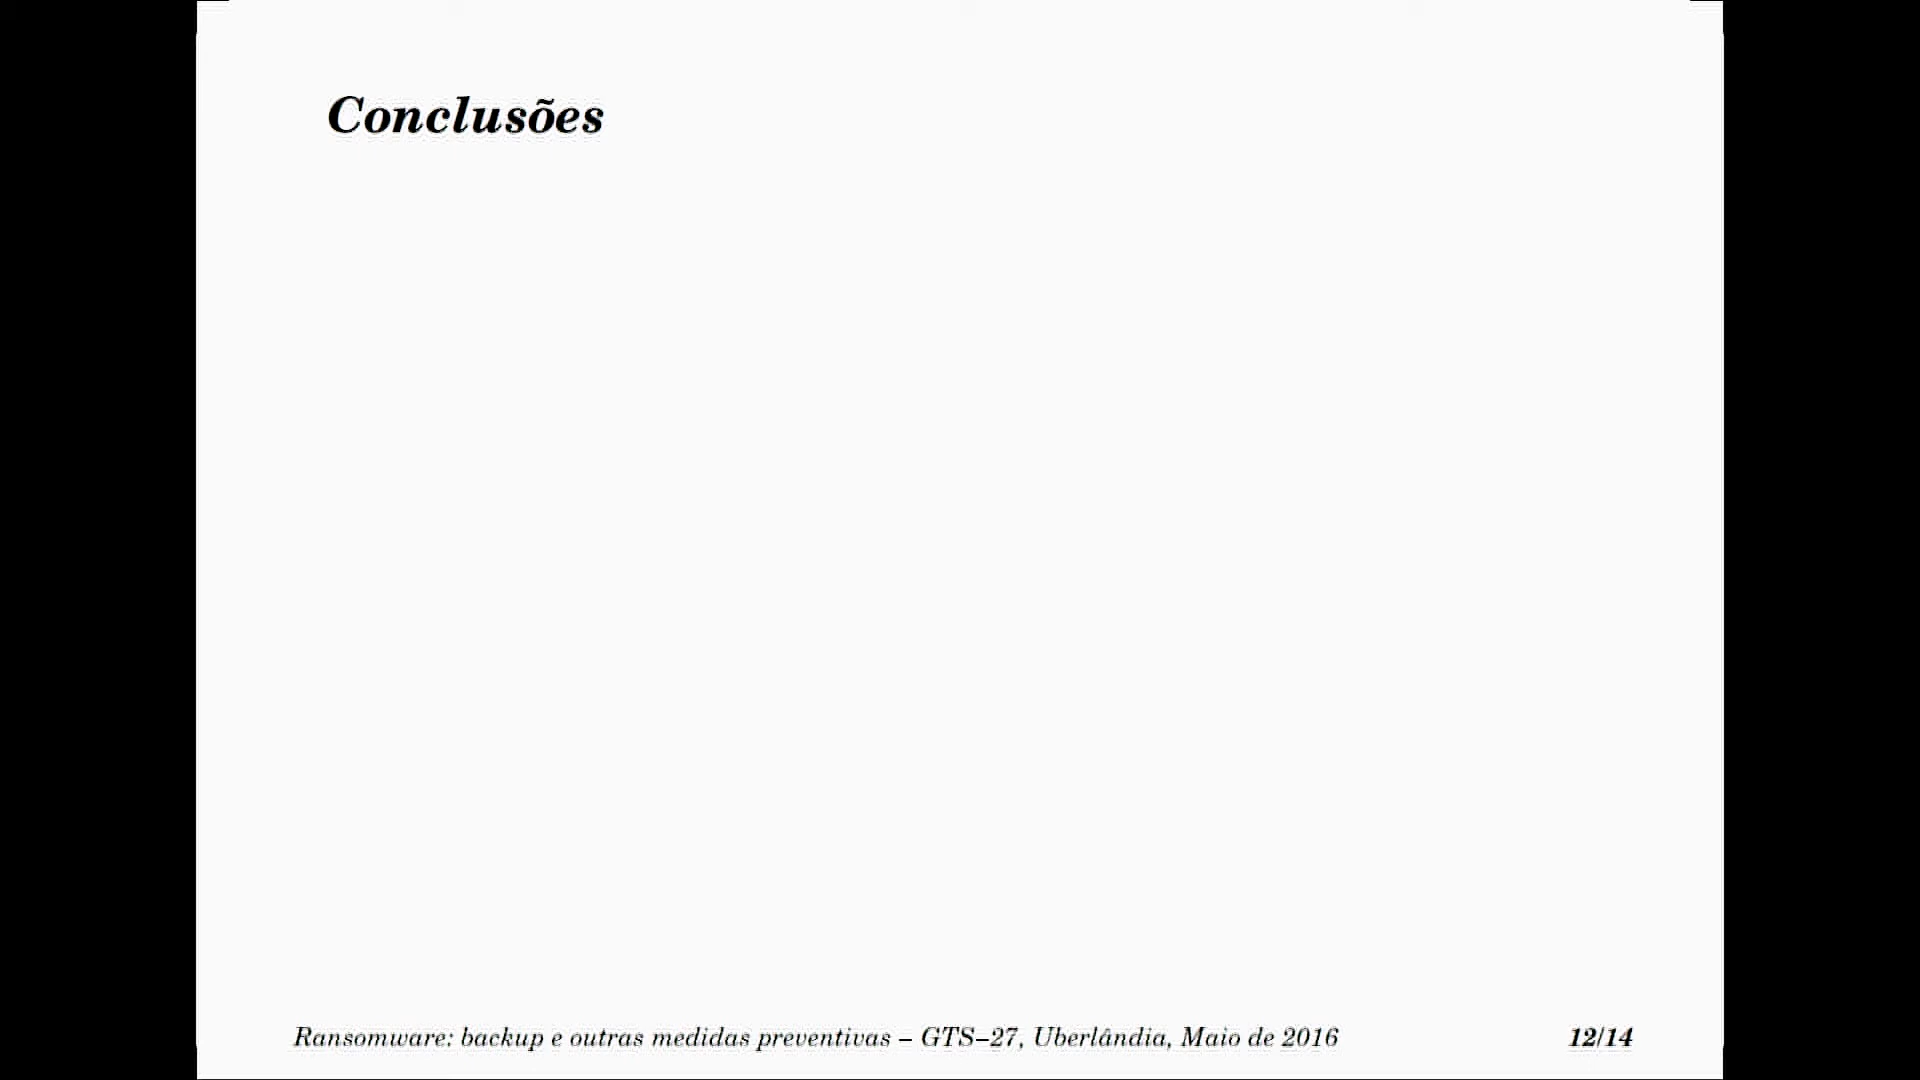 Conclusões
Ransomware: backup e outras medidas preventivas – GTS–27, Uberlândia, Maio de 2016
12/14